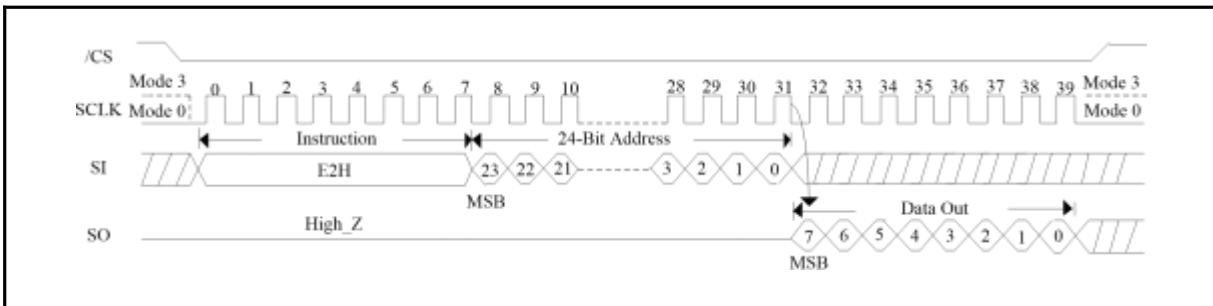 /CS
Mode 3 0 1 2 3 4 5 6 7 8 9 10 28 29 30 31 32 33 34 35 36 37 38 39 Mode 3
SCLK Mode 0 Mode 0
Instruction 24-Bit Address
SI E2H 23 22 21 3 2 1 0
MSB
High_Z Data Out
SO 7 6 5 4 3 2 1 0
MSB